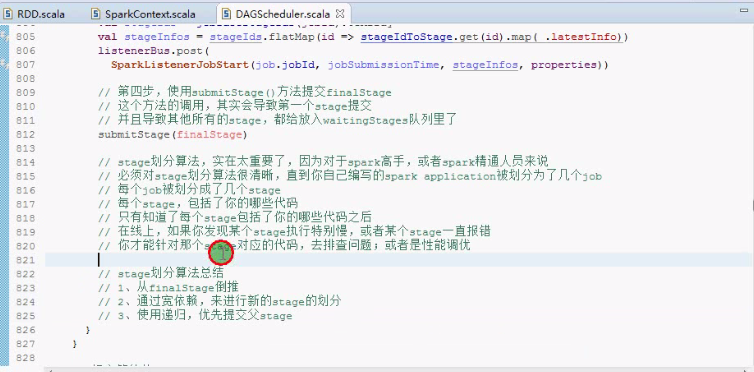 RDD.scala SparkContext.scala DAGScheduler.scala
805 val stageInfos = stageIds.flatMap(id => stageIdToStage.get(id).map(_.latestInfo))
806 listenerBus.post(
807 SparkListenerJobStart(job.jobId, jobSubmissionTime, stageInfos, properties))
808
809 // 第四步，使用submitStage()方法提交finalStage
810 // 这个方法的调用，其实会导致第一个stage提交
811 // 并且导致其他所有的stage，都给放入waitingStages队列里了
812 submitStage(finalStage)
813
814 // stage划分算法，实在太重要了，因为对于spark高手，或者spark精通人员来说
815 // 必须对stage划分算法很清晰，直到你自己编写的spark application被划分为了几个job
816 // 每个job被划分成了几个stage
817 // 每个stage，包括了你的哪些代码
818 // 只有知道了每个stage包括了你的哪些代码之后
819 // 在线上，如果你发现某个stage执行特别慢，或者某个stage一直报错
820 // 你才能针对那个stage对应的代码，去排查问题；或者是性能调优
821
822 // stage划分算法总结
823 // 1、从finalStage倒推
824 // 2、通过宽依赖，来进行新的stage的划分
825 // 3、使用递归，优先提交父stage
826 }
827 }
828